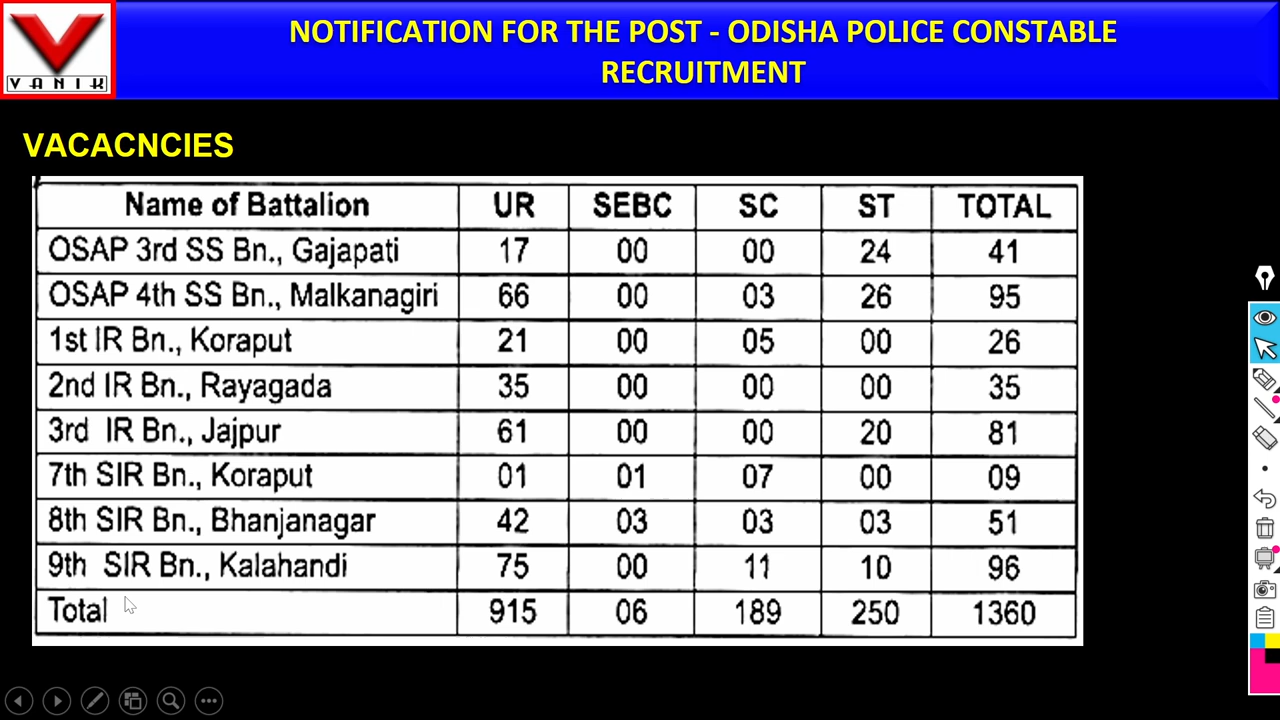 VANIK
NOTIFICATION FOR THE POST - ODISHA POLICE CONSTABLE
RECRUITMENT
VACACNCIES
Name of Battalion UR SEBC SC ST TOTAL
OSAP 3rd SS Bn., Gajapati 17 00 00 24 41
OSAP 4th SS Bn., Malkanagiri 66 00 03 26 95
1st IR Bn., Koraput 21 00 05 00 26
2nd IR Bn., Rayagada 35 00 00 00 35
3rd IR Bn., Jajpur 61 00 00 20 81
7th SIR Bn., Koraput 01 01 07 00 09
8th SIR Bn., Bhanjanagar 42 03 03 03 51
9th SIR Bn., Kalahandi 75 00 11 10 96
Total 915 06 189 250 1360